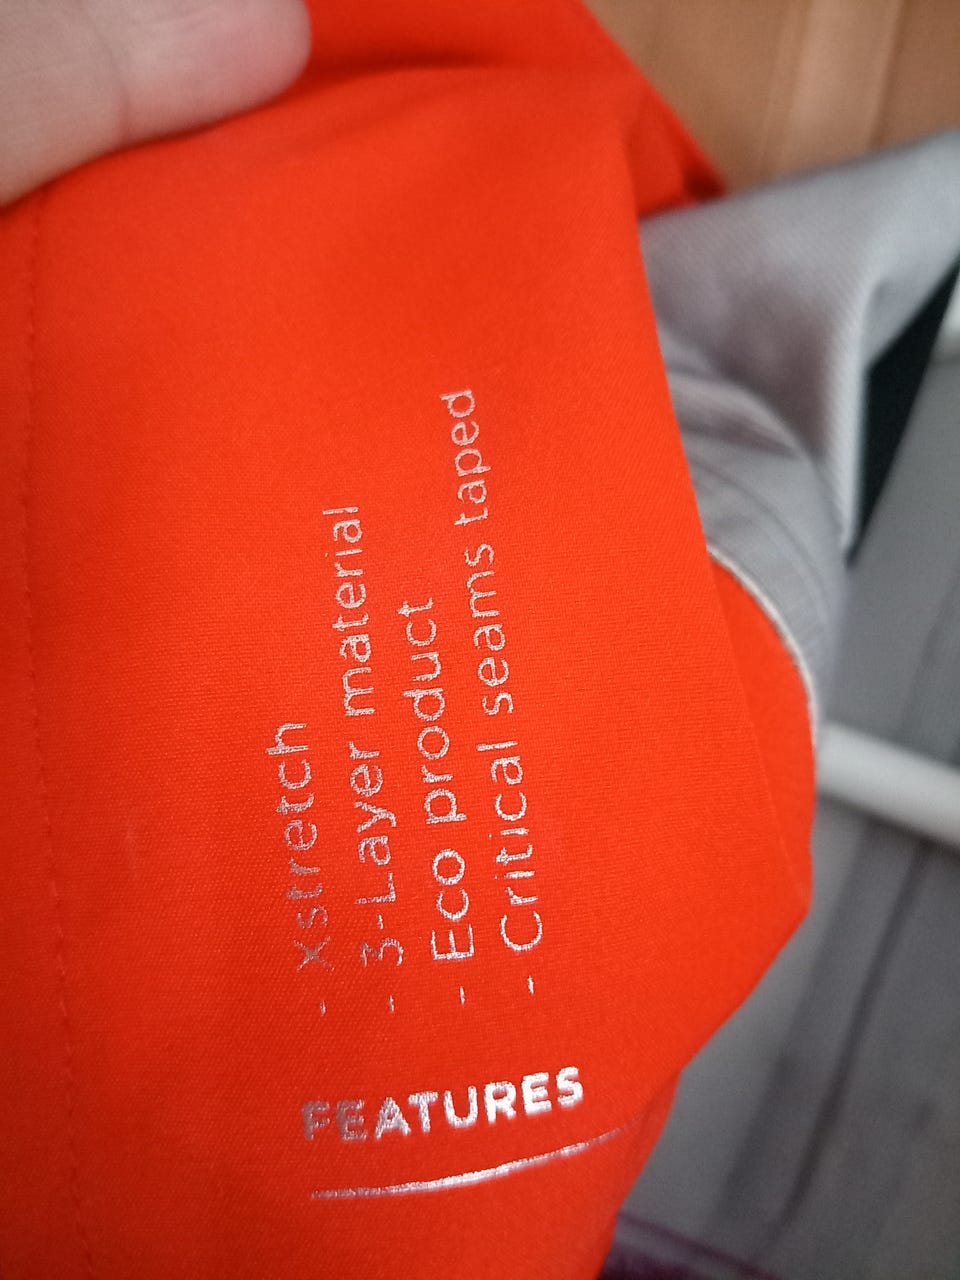 FEATURES
- Xstretch
- 3-Layer material
- Eco product
- Critical seams taped